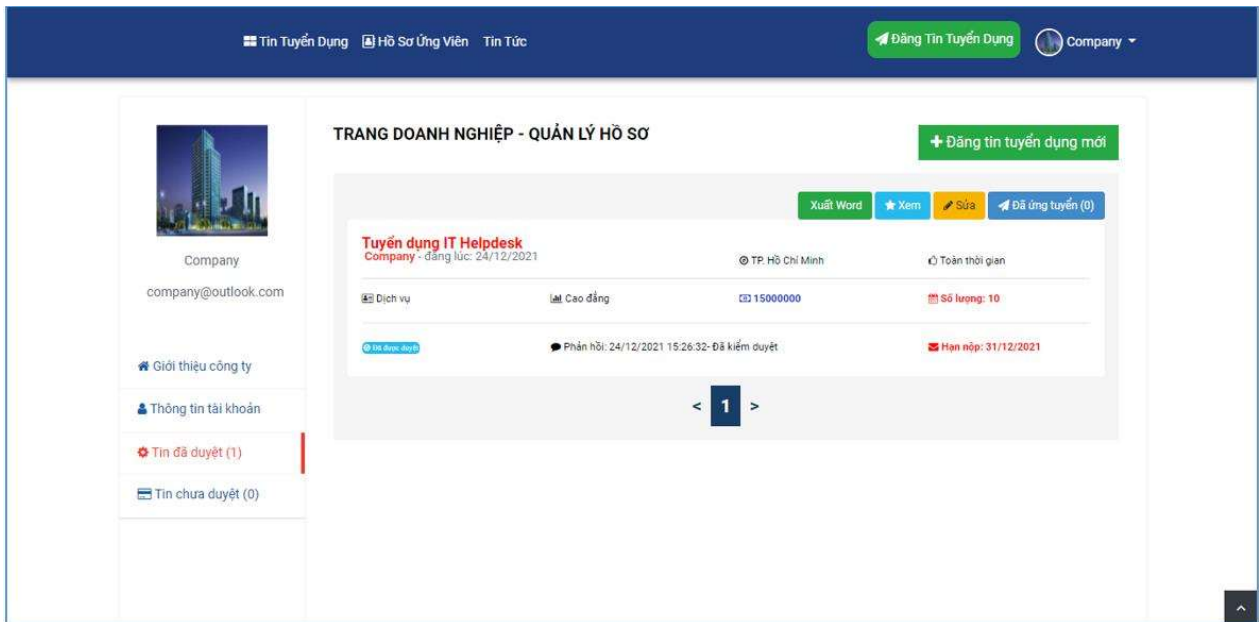 Tin Tuyển Dụng Hồ Sơ Ứng Viên Tin Tức Đăng Tin Tuyển Dụng Company
TRANG DOANH NGHIỆP - QUẢN LÝ HỒ SƠ
+ Đăng tin tuyển dụng mới
Company
company@outlook.com
Giới thiệu công ty
Thông tin tài khoản
Tin đã duyệt (1)
Tin chưa duyệt (0)
Xuất Word Xem Sửa Đã ứng tuyển (0)
Tuyển dụng IT Helpdesk
Company - đăng lúc: 24/12/2021 TP. Hồ Chí Minh Toàn thời gian
Dịch vụ Cao đẳng 15000000 Số lượng: 10
Đã được duyệt Phản hồi: 24/12/2021 15:26:32- Đã kiểm duyệt Hạn nộp: 31/12/2021
< 1 >